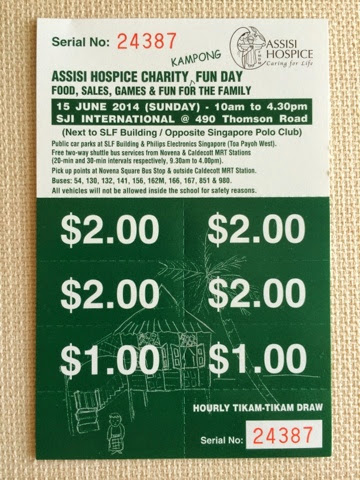 Serial No: 24387
ASSISI
HOSPICE
Caring for Life
KAMPONG
ASSISI HOSPICE CHARITY FUN DAY
FOOD, SALES, GAMES & FUN FOR THE FAMILY
15 JUNE 2014 (SUNDAY) - 10am to 4.30pm
SJI INTERNATIONAL @ 490 Thomson Road
(Next to SLF Building / Opposite Singapore Polo Club)
Public car parks at SLF Building & Philips Electronics Singapore (Toa Payoh West).
Free two-way shuttle bus services from Novena & Caldecott MRT Stations
(20-min and 30-min intervals respectively, 9.30am to 4.00pm).
Pick up points at Novena Square Bus Stop & outside Caldecott MRT Station.
Buses: 54, 130, 132, 141, 156, 162M, 166, 167, 851 & 980.
All vehicles will not be allowed inside the school for safety reasons.
$2.00 $2.00
$2.00 $2.00
$1.00 $1.00
HOURLY TIKAM-TIKAM DRAW
Serial No: 24387